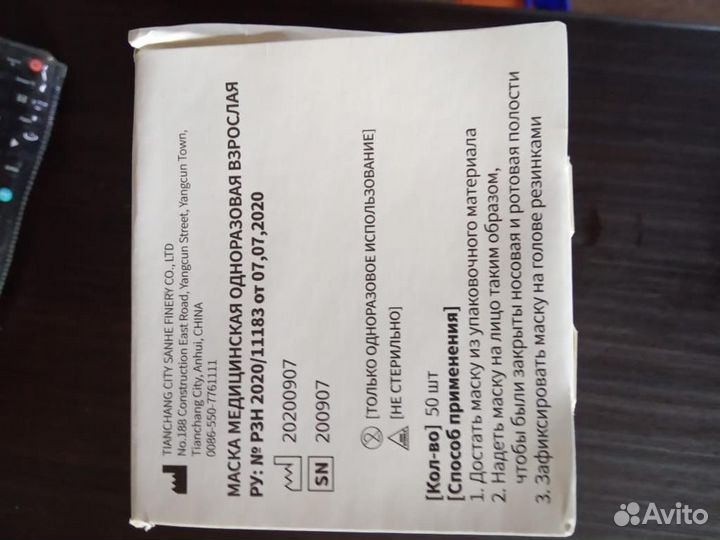 TIANCHANG CITY SANHE FINERY CO., LTD
No.188 Construction East Road, Yangcun Street, Yangcun Town,
Tianchang City, Anhui, CHINA
0086-550-7761111
МАСКА МЕДИЦИНСКАЯ ОДНОРАЗОВАЯ ВЗРОСЛАЯ
РУ: № РЗН 2020/11183 от 07,07,2020
20200907
SN 200907
[ТОЛЬКО ОДНОРАЗОВОЕ ИСПОЛЬЗОВАНИЕ]
[НЕ СТЕРИЛЬНО]
[Кол-во] 50 шт
[Способ применения]
1. Достать маску из упаковочного материала
2. Надеть маску на лицо таким образом,
чтобы были закрыты носовая и ротовая полости
3. Зафиксировать маску на голове резинками
Avito